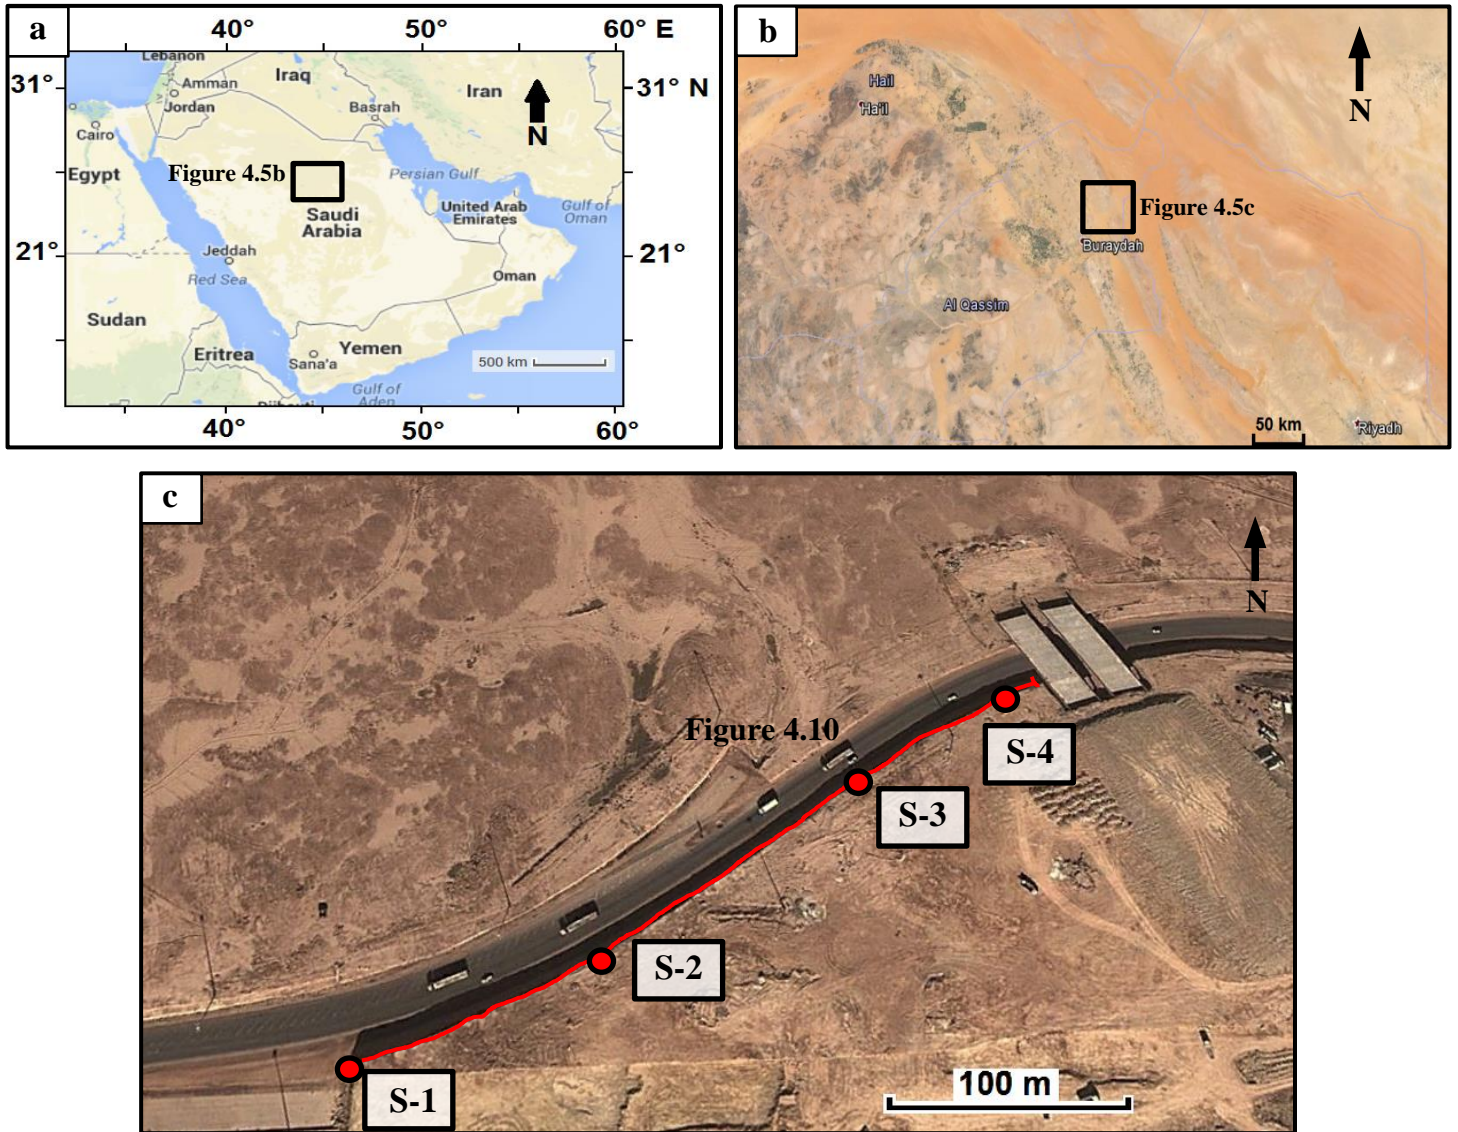 a
40°
50°
60° E
31°
31° N
Lebanon
Amman
Jordan
Iraq
Iran
Basrah
N
Cairo
Egypt
Figure 4.5b
Persian Gulf
Saudi
Arabia
United Arab
Emirates
Gulf of
Oman
21°
21°
Jeddah
Red Sea
Oman
Sudan
Eritrea
Yemen
Sana'a
500 km
Gulf of
Aden
Djibouti
40°
50°
60°
b
Hail
Ha'il
N
Figure 4.5c
Buraydah
Al Qassim
50 km
Riyadh
c
N
Figure 4.10
S-4
S-3
S-2
S-1
100 m